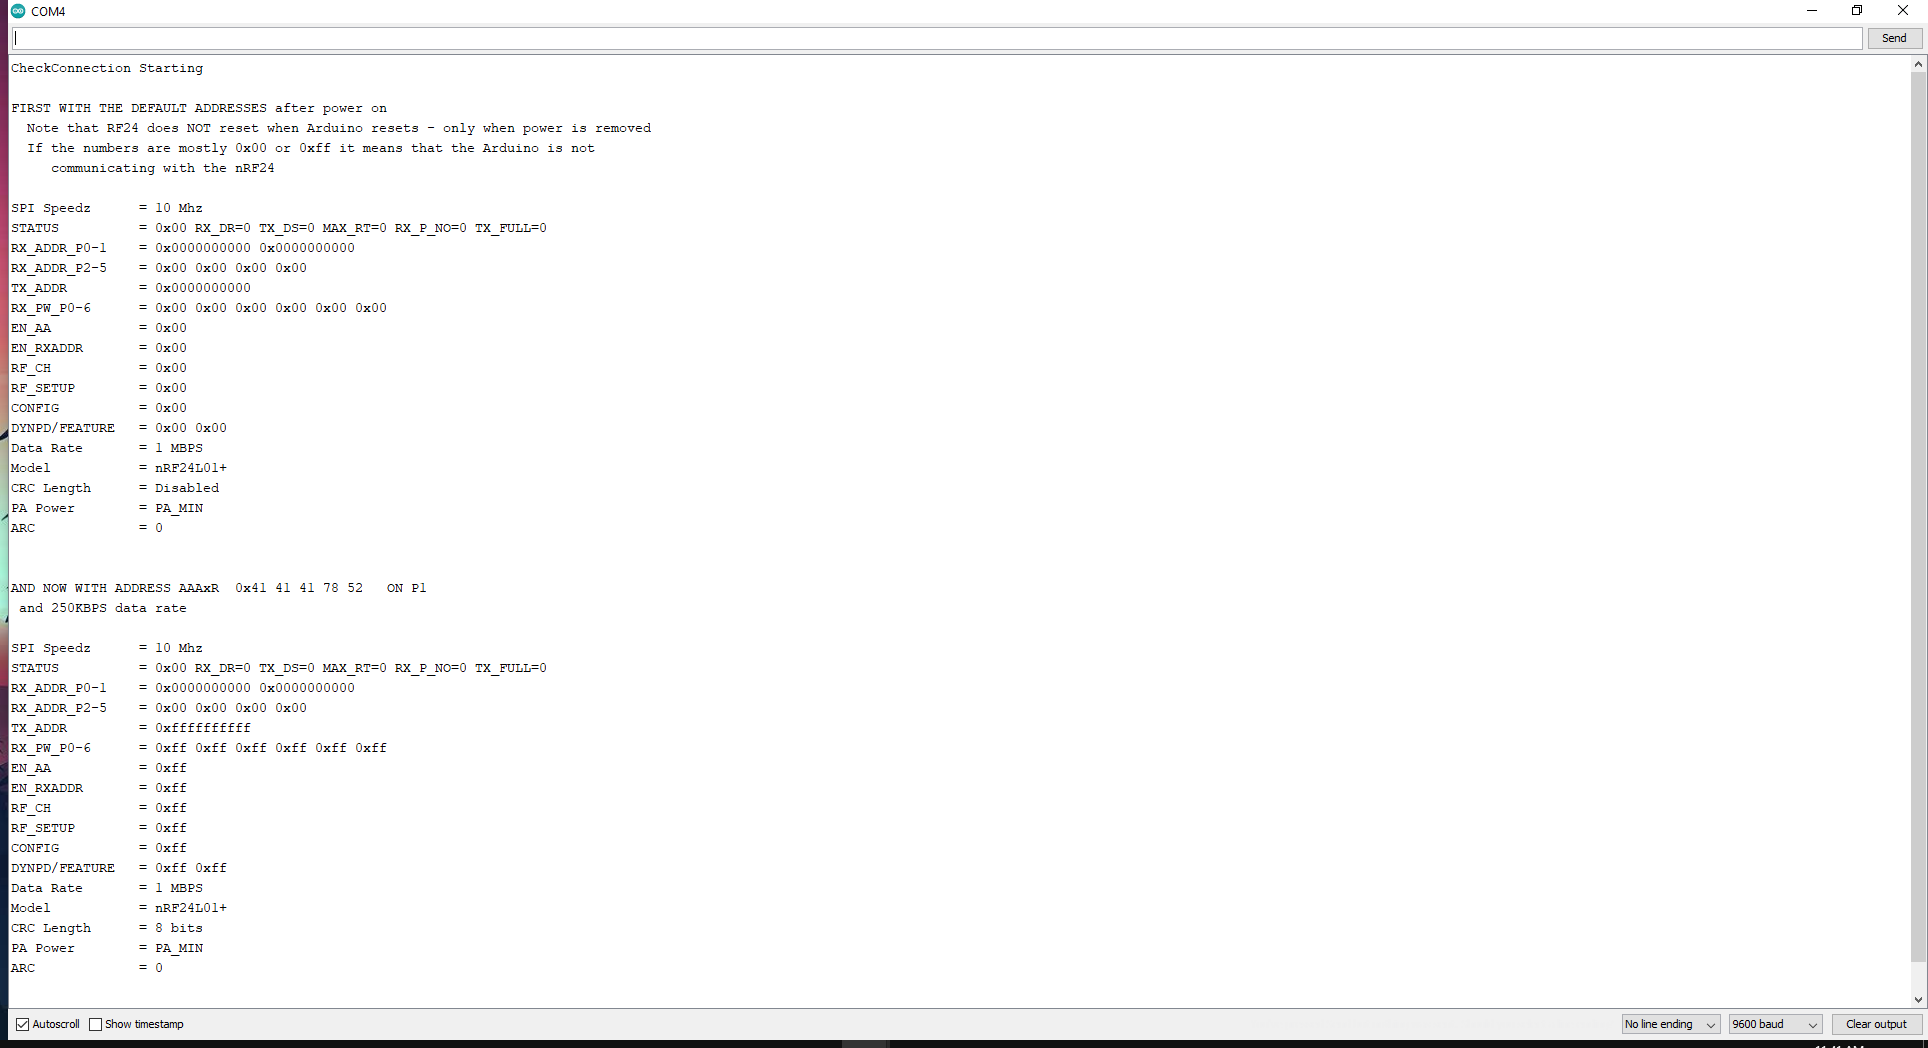 COM4
Send
CheckConnection Starting
FIRST WITH THE DEFAULT ADDRESSES after power on
Note that RF24 does NOT reset when Arduino resets - only when power is removed
If the numbers are mostly 0x00 or 0xff it means that the Arduino is not
communicating with the nRF24
SPI Speedz = 10 Mhz
STATUS = 0x00 RX_DR=0 TX_DS=0 MAX_RT=0 RX_P_NO=0 TX_FULL=0
RX_ADDR_P0-1 = 0x0000000000 0x0000000000
RX_ADDR_P2-5 = 0x00 0x00 0x00 0x00
TX_ADDR = 0x0000000000
RX_PW_P0-6 = 0x00 0x00 0x00 0x00 0x00 0x00
EN_AA = 0x00
EN_RXADDR = 0x00
RF_CH = 0x00
RF_SETUP = 0x00
CONFIG = 0x00
DYNPD/FEATURE = 0x00 0x00
Data Rate = 1 MBPS
Model = nRF24L01+
CRC Length = Disabled
PA Power = PA_MIN
ARC = 0
AND NOW WITH ADDRESS AAAxR 0x41 41 41 78 52 ON P1
and 250KBPS data rate
SPI Speedz = 10 Mhz
STATUS = 0x00 RX_DR=0 TX_DS=0 MAX_RT=0 RX_P_NO=0 TX_FULL=0
RX_ADDR_P0-1 = 0x0000000000 0x0000000000
RX_ADDR_P2-5 = 0x00 0x00 0x00 0x00
TX_ADDR = 0xffffffffff
RX_PW_P0-6 = 0xff 0xff 0xff 0xff 0xff 0xff
EN_AA = 0xff
EN_RXADDR = 0xff
RF_CH = 0xff
RF_SETUP = 0xff
CONFIG = 0xff
DYNPD/FEATURE = 0xff 0xff
Data Rate = 1 MBPS
Model = nRF24L01+
CRC Length = 8 bits
PA Power = PA_MIN
ARC = 0
Autoscroll Show timestamp No line ending 9600 baud Clear output